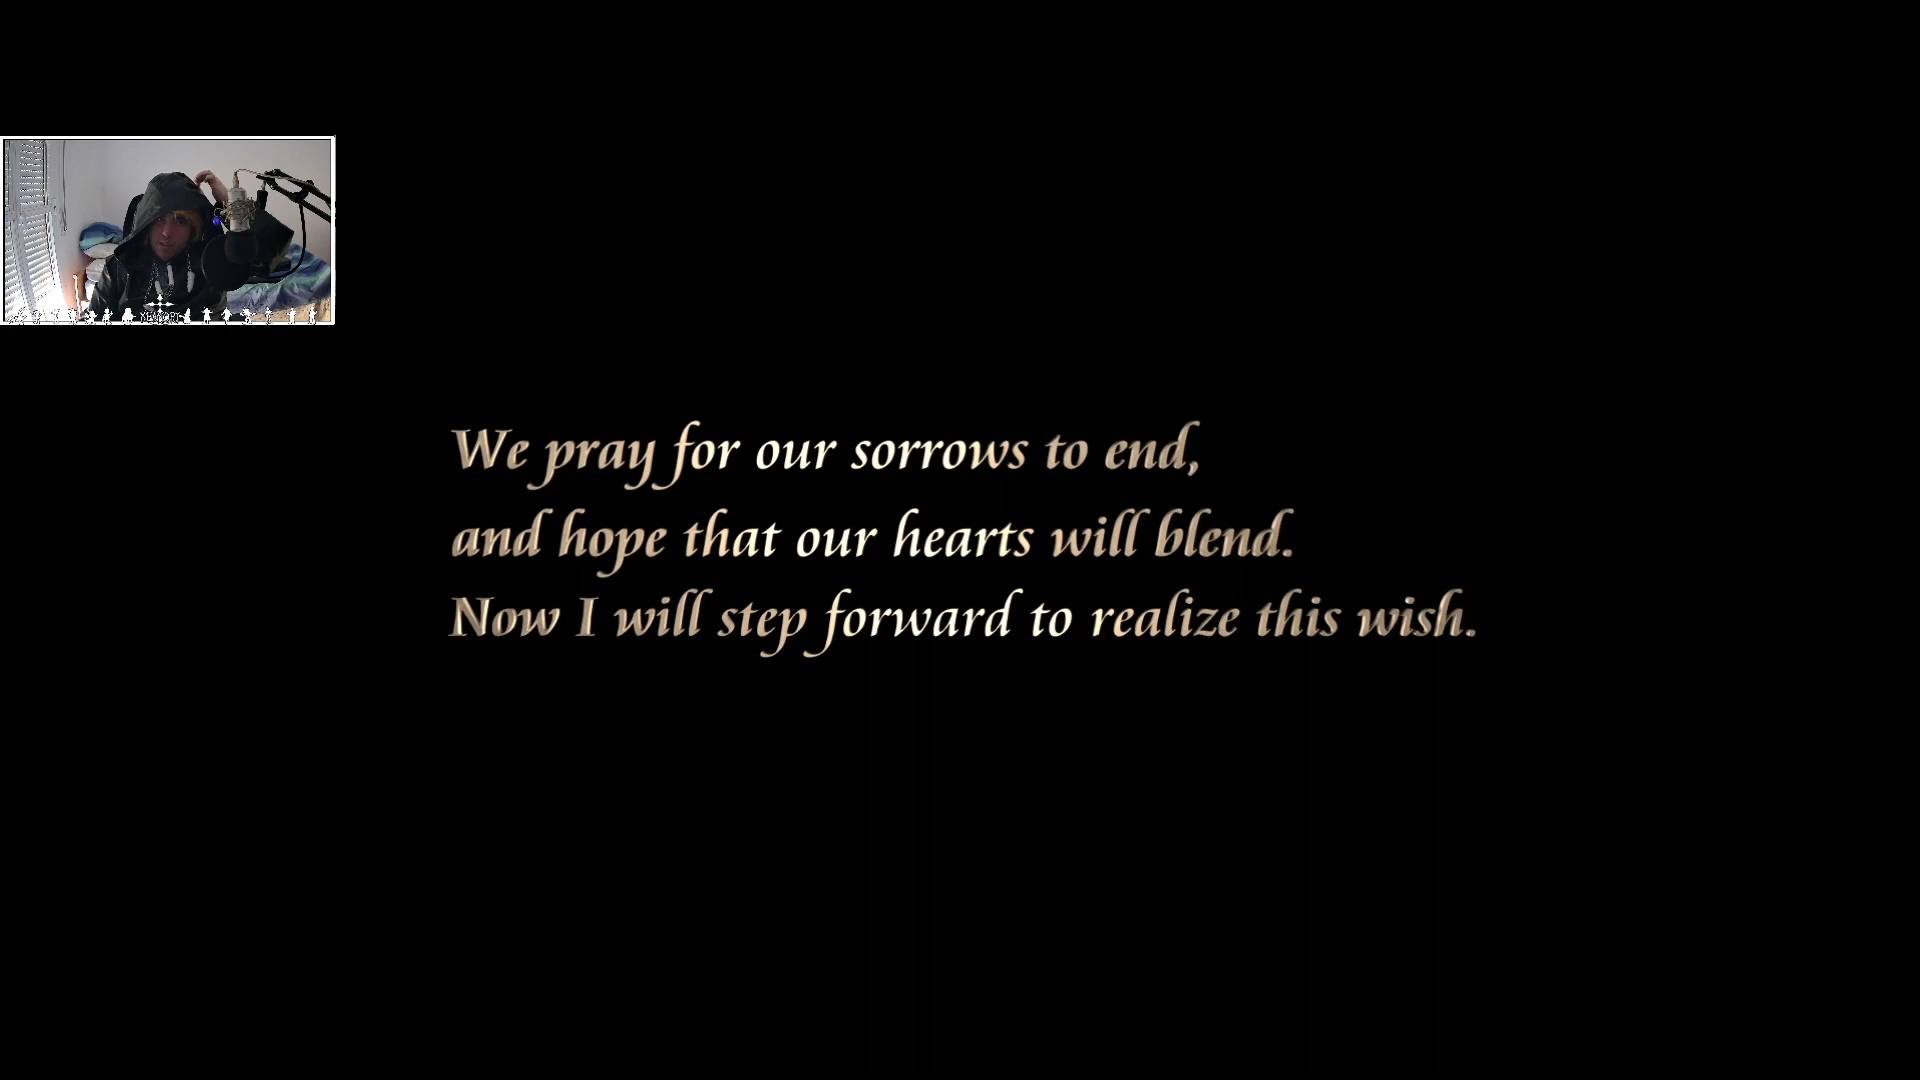 We pray for our sorrows to end,
and hope that our hearts will blend.
Now I will step forward to realize this wish.